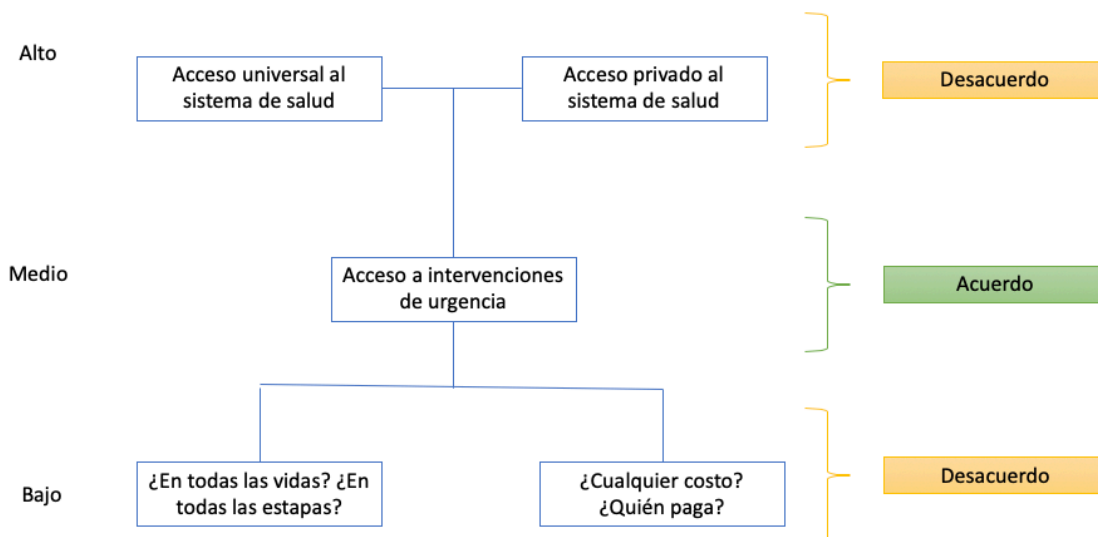 Alto
Acceso universal al
sistema de salud
Acceso privado al
sistema de salud
Desacuerdo
Medio
Acceso a intervenciones
de urgencia
Acuerdo
Bajo
¿En todas las vidas? ¿En
todas las estapas?
¿Cualquier costo?
¿Quién paga?
Desacuerdo